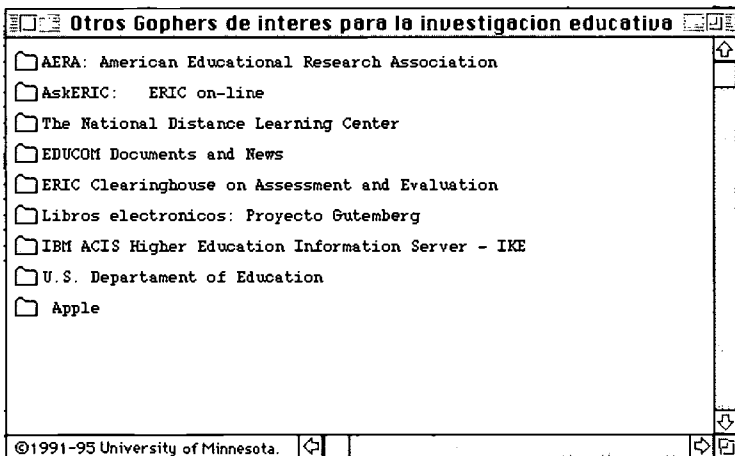 Otros Gophers de interes para la investigacion educativa
AERA: American Educational Research Association
AskERIC: ERIC on-line
The National Distance Learning Center
EDUCOM Documents and News
ERIC Clearinghouse on Assessment and Evaluation
Libros electronicos: Proyecto Gutemberg
IBM ACIS Higher Education Information Server - IKE
U.S. Departament of Education
Apple
©1991-95 University of Minnesota.